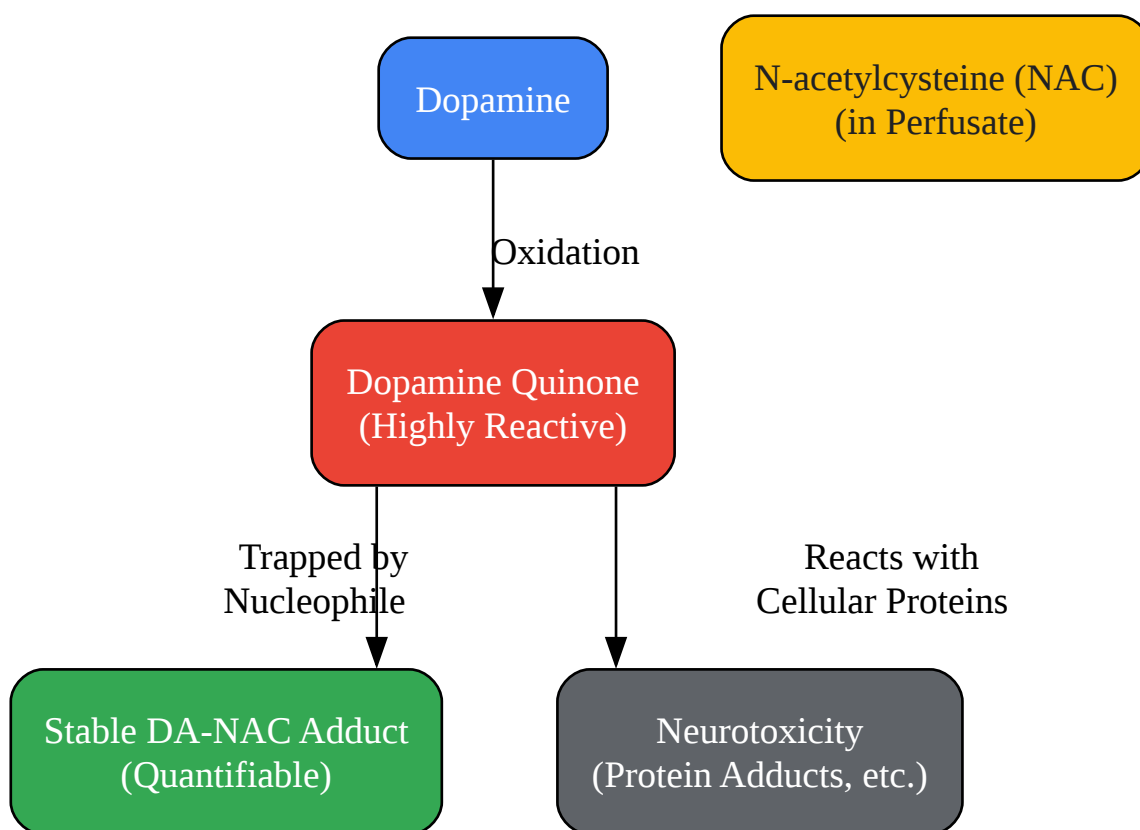 Dopamine
N-acetylcysteine (NAC)
(in Perfusate)
Oxidation
Dopamine Quinone
(Highly Reactive)
Trapped by
Nucleophile
Reacts with
Cellular Proteins
Stable DA-NAC Adduct
(Quantifiable)
Neurotoxicity
(Protein Adducts, etc.)